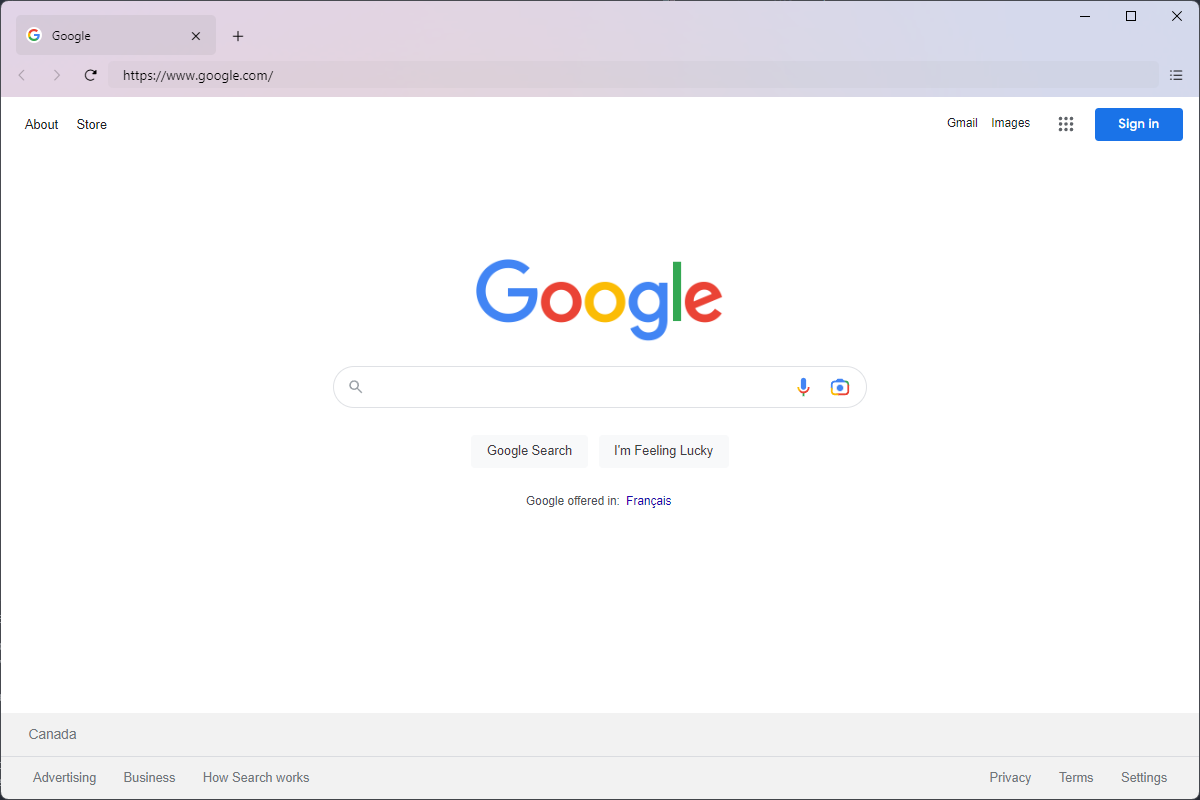 Google
https://www.google.com/
About Store Gmail Images Sign in
Google
Google Search I'm Feeling Lucky
Google offered in: Français
Canada
Advertising Business How Search works Privacy Terms Settings